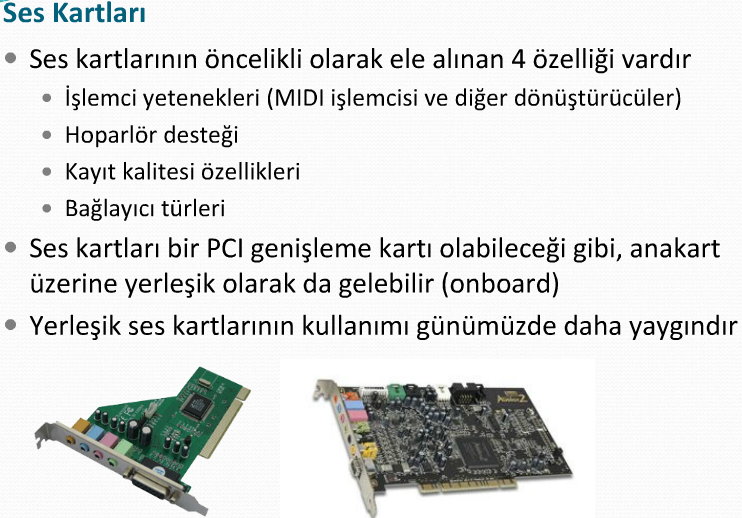 Ses Kartları
• Ses kartlarının öncelikli olarak ele alınan 4 özelliği vardır
• İşlemci yetenekleri (MIDI işlemcisi ve diğer dönüştürücüler)
• Hoparlör desteği
• Kayıt kalitesi özellikleri
• Bağlayıcı türleri
• Ses kartları bir PCI genişleme kartı olabileceği gibi, anakart
üzerine yerleşik olarak da gelebilir (onboard)
• Yerleşik ses kartlarının kullanımı günümüzde daha yaygındır